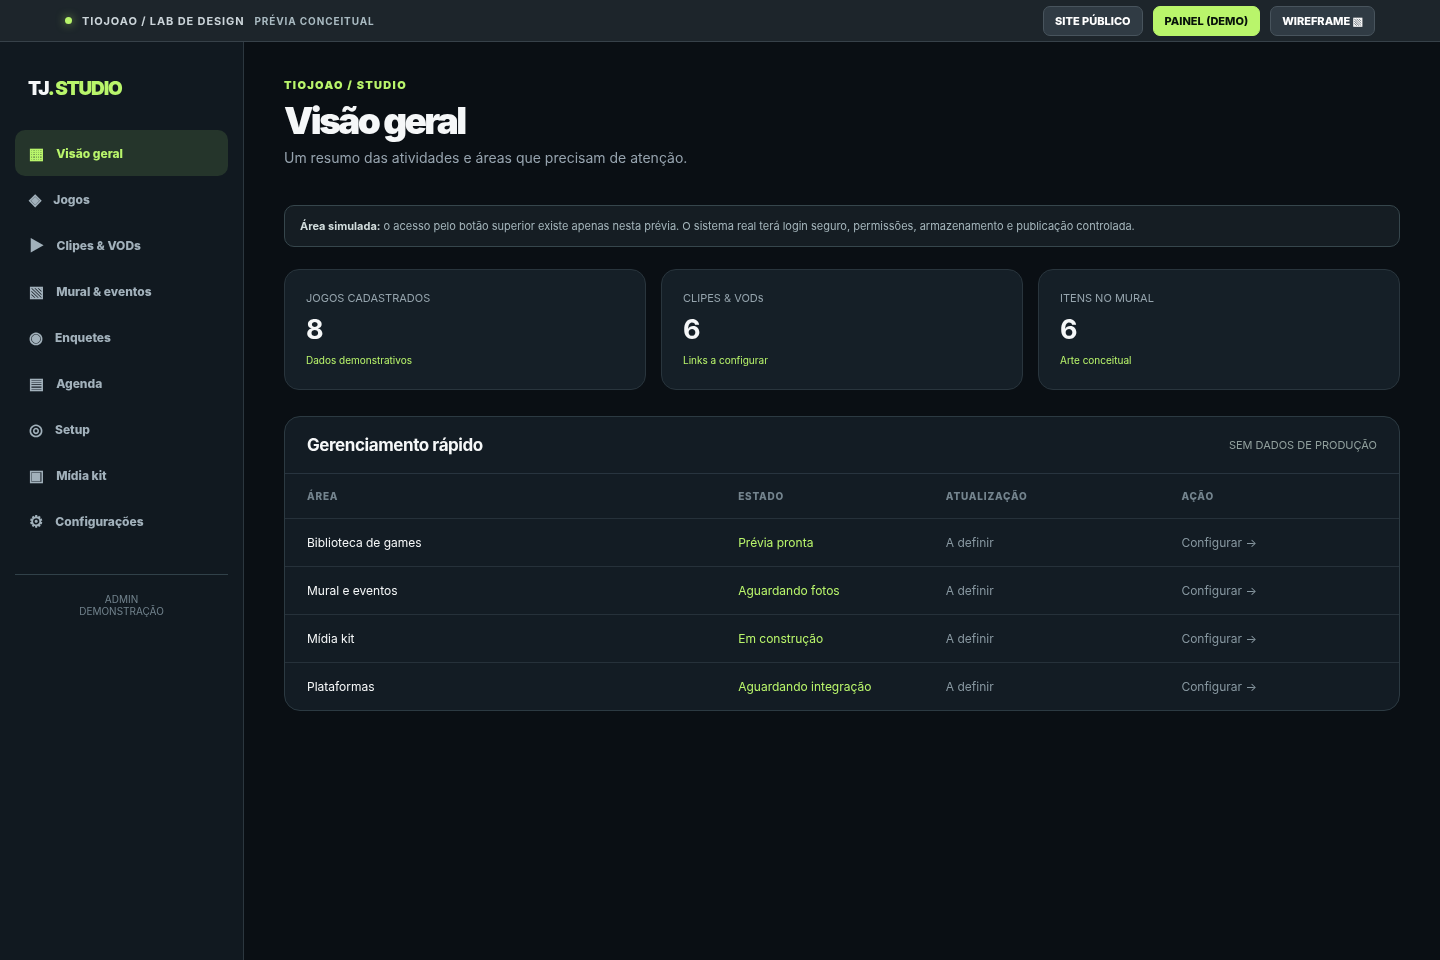 TIOJOAO / LAB DE DESIGN PRÉVIA CONCEITUAL
SITE PÚBLICO
PAINEL (DEMO)
WIREFRAME
TJ. STUDIO
Visão geral
Jogos
Clipes & VODs
Mural & eventos
Enquetes
Agenda
Setup
Mídia kit
Configurações
ADMIN
DEMONSTRAÇÃO
TIOJOAO / STUDIO
Visão geral
Um resumo das atividades e áreas que precisam de atenção.
Área simulada: o acesso pelo botão superior existe apenas nesta prévia. O sistema real terá login seguro, permissões, armazenamento e publicação controlada.
JOGOS CADASTRADOS
8
Dados demonstrativos
CLIPES & VODs
6
Links a configurar
ITENS NO MURAL
6
Arte conceitual
Gerenciamento rápido
SEM DADOS DE PRODUÇÃO
ÁREA ESTADO ATUALIZAÇÃO AÇÃO
Biblioteca de games Prévia pronta A definir Configurar →
Mural e eventos Aguardando fotos A definir Configurar →
Mídia kit Em construção A definir Configurar →
Plataformas Aguardando integração A definir Configurar →